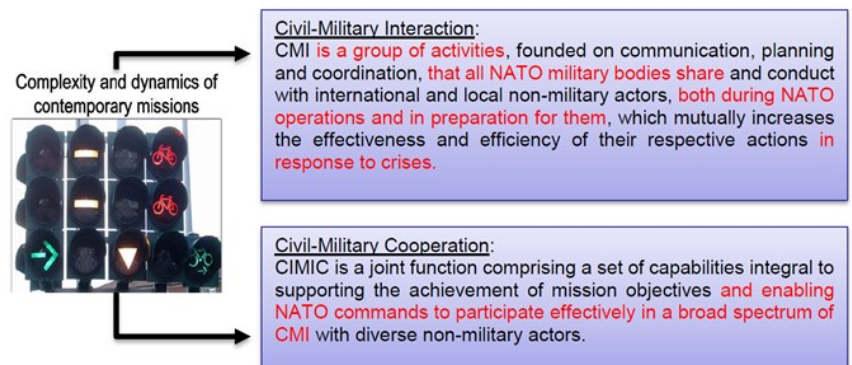 Complexity and dynamics of
contemporary missions
Civil-Military Interaction:
CMI is a group of activities, founded on communication, planning
and coordination, that all NATO military bodies share and conduct
with international and local non-military actors, both during NATO
operations and in preparation for them, which mutually increases
the effectiveness and efficiency of their respective actions in
response to crises.
Civil-Military Cooperation:
CIMIC is a joint function comprising a set of capabilities integral to
supporting the achievement of mission objectives and enabling
NATO commands to participate effectively in a broad spectrum of
CMI with diverse non-military actors.